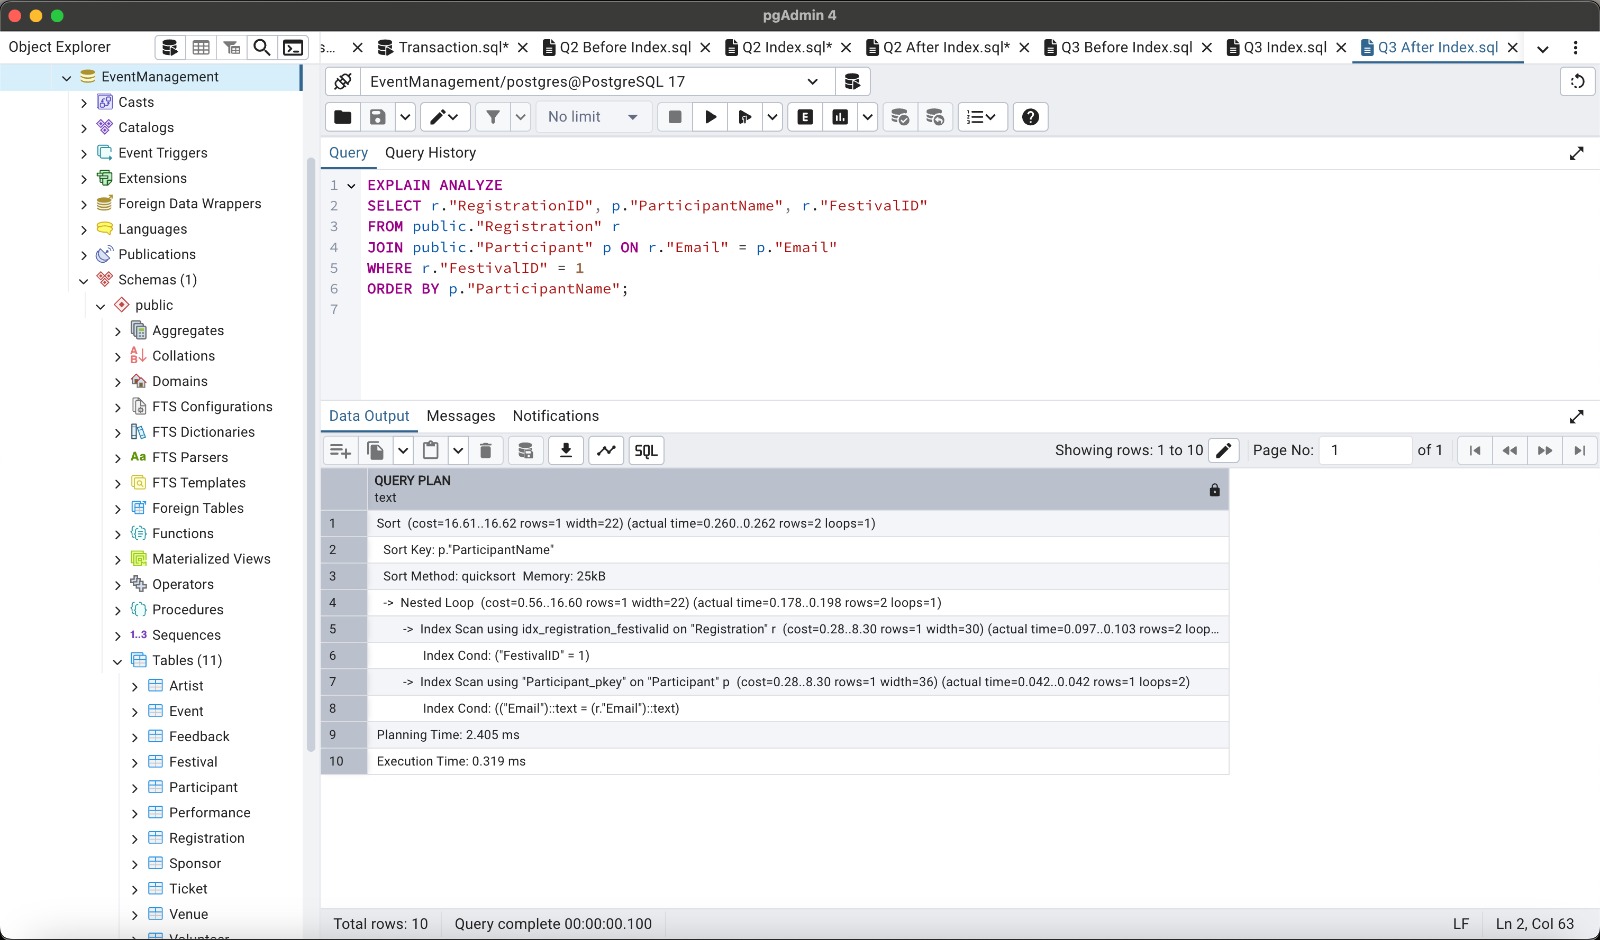 pgAdmin 4
Object Explorer
s...
Transaction.sql*
Q2 Before Index.sql
Q2 Index.sql*
Q2 After Index.sql*
Q3 Before Index.sql
Q3 Index.sql
Q3 After Index.sql
EventManagement
Casts
Catalogs
Event Triggers
Extensions
Foreign Data Wrappers
Languages
Publications
Schemas (1)
public
Aggregates
Collations
Domains
FTS Configurations
FTS Dictionaries
Aa FTS Parsers
FTS Templates
Foreign Tables
Functions
Materialized Views
Operators
Procedures
1..3 Sequences
Tables (11)
Artist
Event
Feedback
Festival
Participant
Performance
Registration
Sponsor
Ticket
Venue
Volunteer
EventManagement/postgres@PostgreSQL 17
No limit
E
Query
Query History
1 EXPLAIN ANALYZE
2 SELECT r."RegistrationID", p."ParticipantName", r."FestivalID"
3 FROM public."Registration" r
4 JOIN public."Participant" p ON r."Email" = p."Email"
5 WHERE r."FestivalID" = 1
6 ORDER BY p."ParticipantName";
7
Data Output
Messages
Notifications
SQL
Showing rows: 1 to 10
Page No: 1 of 1
QUERY PLAN
text
1 Sort (cost=16.61..16.62 rows=1 width=22) (actual time=0.260..0.262 rows=2 loops=1)
2 Sort Key: p."ParticipantName"
3 Sort Method: quicksort Memory: 25kB
4 -> Nested Loop (cost=0.56..16.60 rows=1 width=22) (actual time=0.178..0.198 rows=2 loops=1)
5 -> Index Scan using idx_registration_festivalid on "Registration" r (cost=0.28..8.30 rows=1 width=30) (actual time=0.097..0.103 rows=2 loop...
6 Index Cond: ("FestivalID" = 1)
7 -> Index Scan using "Participant_pkey" on "Participant" p (cost=0.28..8.30 rows=1 width=36) (actual time=0.042..0.042 rows=1 loops=2)
8 Index Cond: (("Email")::text = (r."Email")::text)
9 Planning Time: 2.405 ms
10 Execution Time: 0.319 ms
Total rows: 10
Query complete 00:00:00.100
LF
Ln 2, Col 63